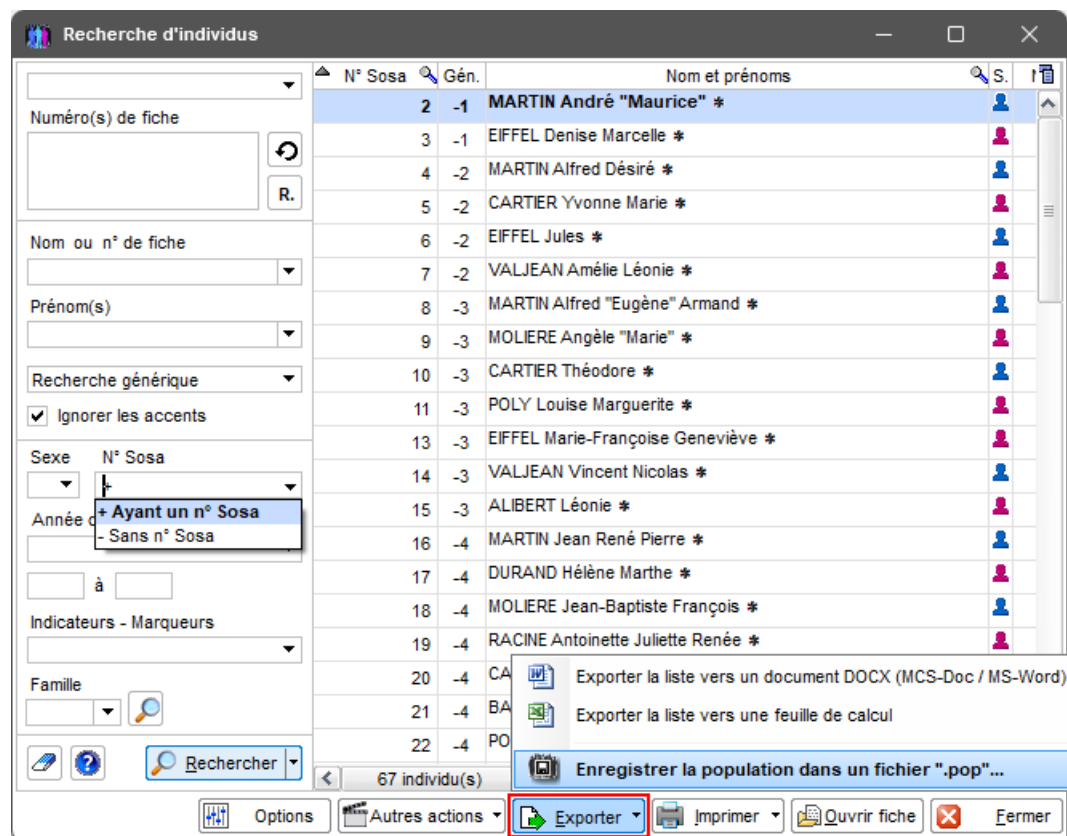 Recherche d'individus
Numéro(s) de fiche
R.
Nom ou n° de fiche
Prénom(s)
Recherche générique
Ignorer les accents
Sexe N° Sosa
+
+ Ayant un n° Sosa
- Sans n° Sosa
Année d
à
Indicateurs - Marqueurs
Famille
Rechercher
N° Sosa Gén. Nom et prénoms S.
2 -1 MARTIN André "Maurice" *
3 -1 EIFFEL Denise Marcelle *
4 -2 MARTIN Alfred Désiré *
5 -2 CARTIER Yvonne Marie *
6 -2 EIFFEL Jules *
7 -2 VALJEAN Amélie Léonie *
8 -3 MARTIN Alfred "Eugène" Armand *
9 -3 MOLIERE Angèle "Marie" *
10 -3 CARTIER Théodore *
11 -3 POLY Louise Marguerite *
13 -3 EIFFEL Marie-Françoise Geneviève *
14 -3 VALJEAN Vincent Nicolas *
15 -3 ALIBERT Léonie *
16 -4 MARTIN Jean René Pierre *
17 -4 DURAND Hélène Marthe *
18 -4 MOLIERE Jean-Baptiste François *
19 -4 RACINE Antoinette Juliette Renée *
20 -4 CA
21 -4 BA
22 -4 PO
67 individu(s)
Exporter la liste vers un document DOCX (MCS-Doc / MS-Word)
Exporter la liste vers une feuille de calcul
Enregistrer la population dans un fichier ".pop"...
Options Autres actions Exporter Imprimer Ouvrir fiche Fermer